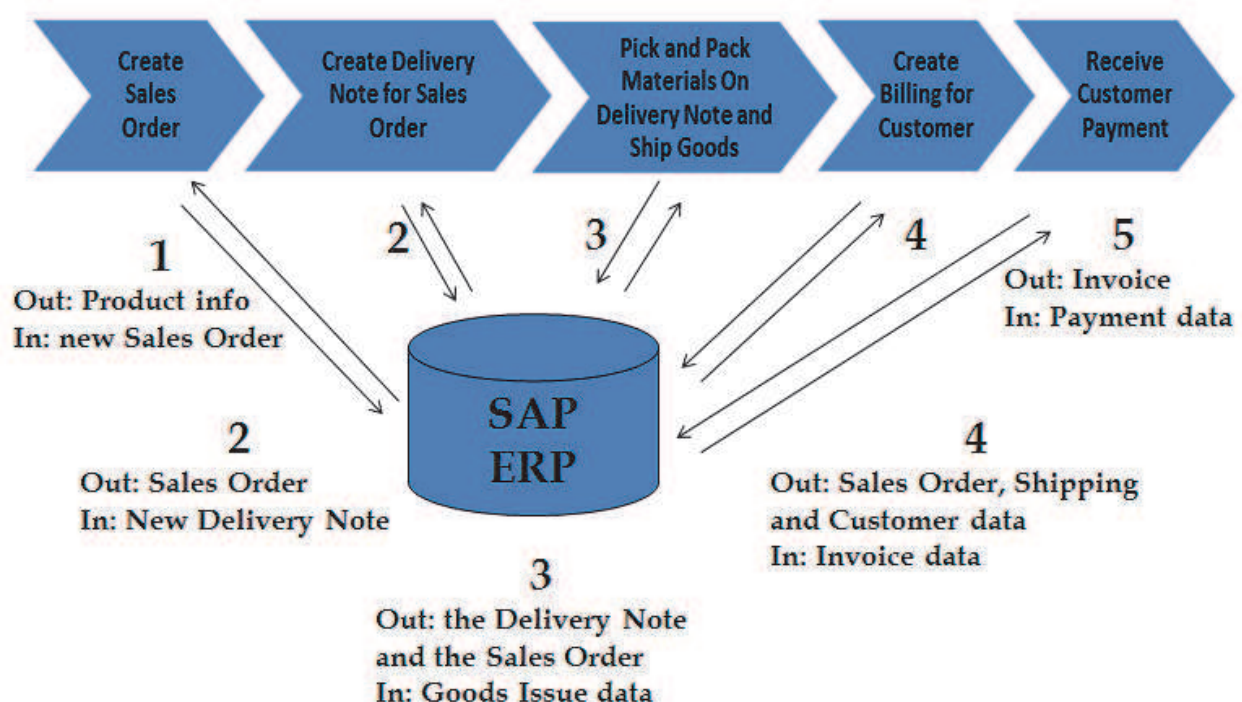 Create
Sales
Order
Create Delivery
Note for Sales
Order
Pick and Pack
Materials On
Delivery Note and
Ship Goods
Create
Billing for
Customer
Receive
Customer
Payment
1
Out: Product info
In: new Sales Order
2
3
4
5
Out: Invoice
In: Payment data
SAP
ERP
2
Out: Sales Order
In: New Delivery Note
4
Out: Sales Order, Shipping
and Customer data
In: Invoice data
3
Out: the Delivery Note
and the Sales Order
In: Goods Issue data